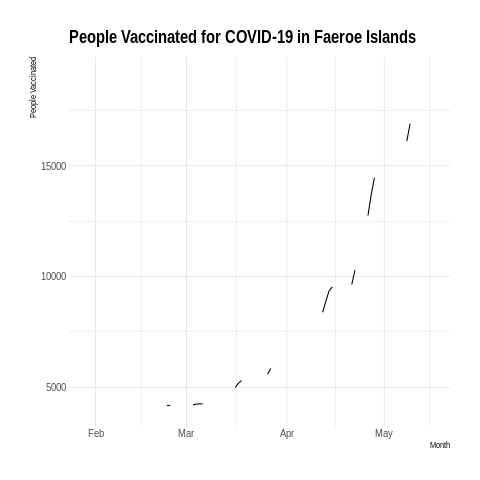 People Vaccinated for COVID-19 in Faeroe Islands
People Vaccinated
15000
10000
5000
Feb Mar Apr May
Month